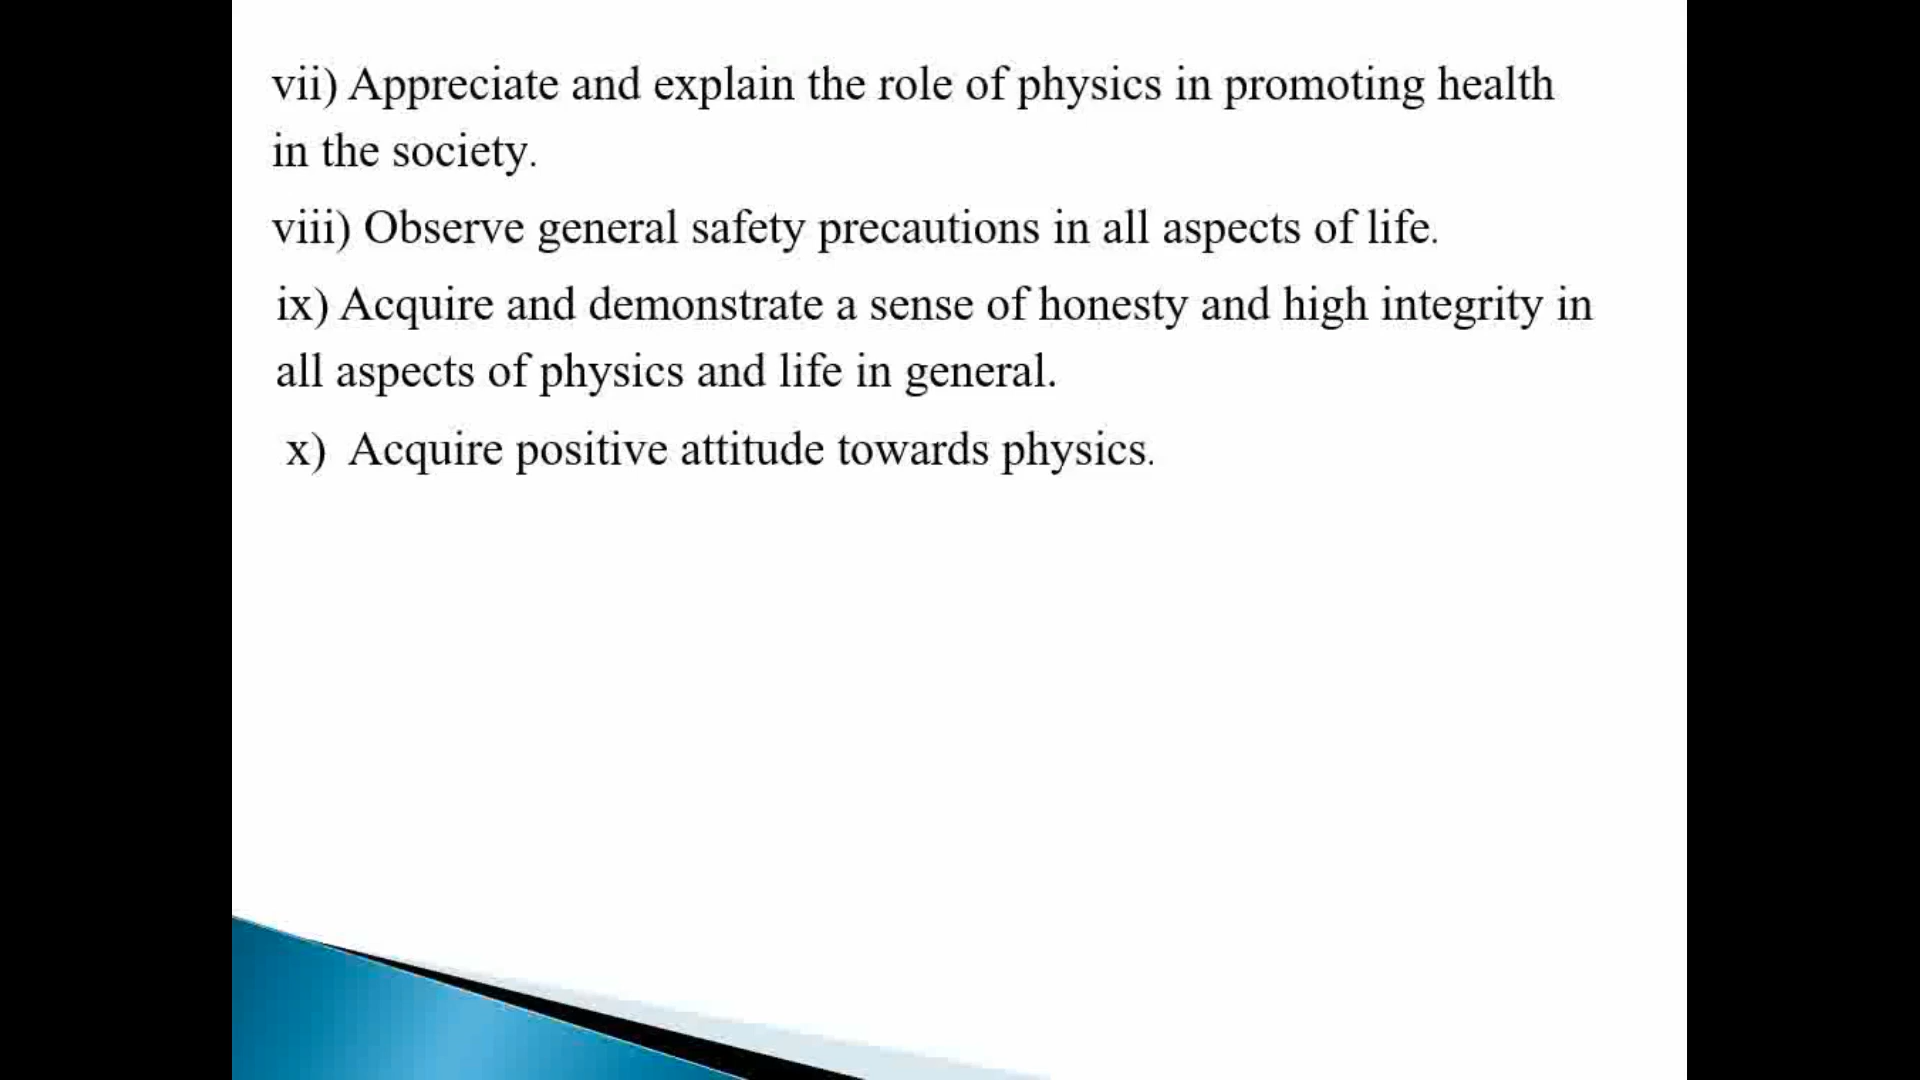 vii) Appreciate and explain the role of physics in promoting health
in the society.
viii) Observe general safety precautions in all aspects of life.
ix) Acquire and demonstrate a sense of honesty and high integrity in
all aspects of physics and life in general.
x) Acquire positive attitude towards physics.